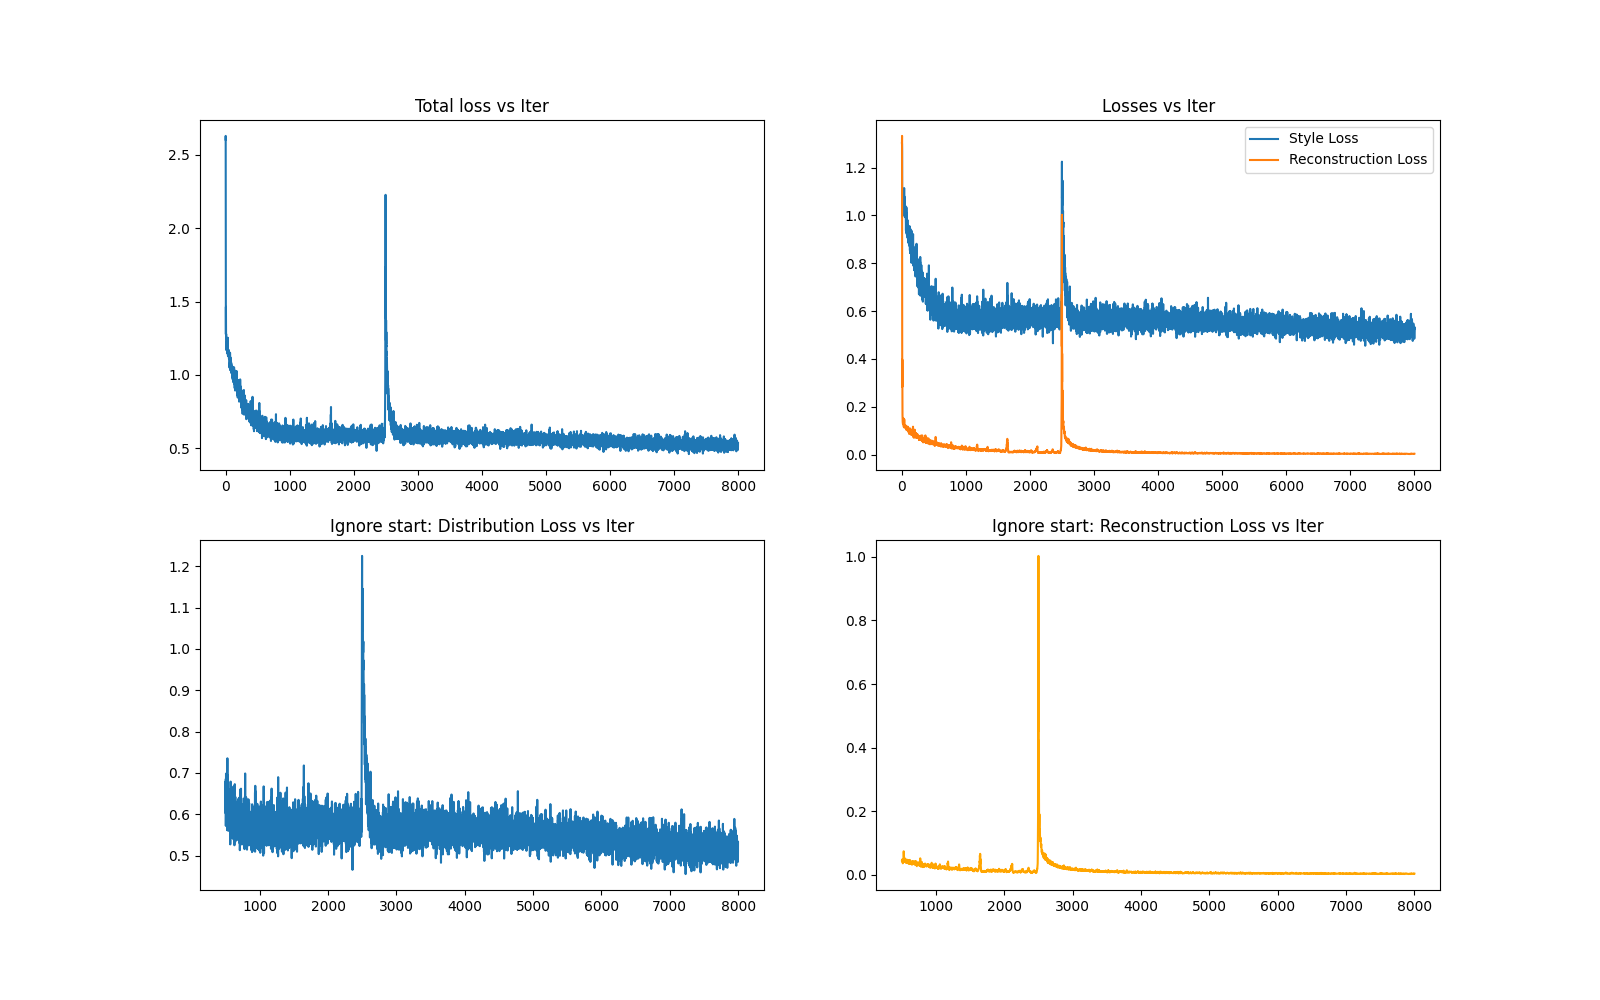 Total loss vs Iter
2.5
2.0
1.5
1.0
0.5
0 1000 2000 3000 4000 5000 6000 7000 8000
Losses vs Iter
Style Loss
Reconstruction Loss
1.2
1.0
0.8
0.6
0.4
0.2
0.0
0 1000 2000 3000 4000 5000 6000 7000 8000
Ignore start: Distribution Loss vs Iter
1.2
1.1
1.0
0.9
0.8
0.7
0.6
0.5
1000 2000 3000 4000 5000 6000 7000 8000
Ignore start: Reconstruction Loss vs Iter
1.0
0.8
0.6
0.4
0.2
0.0
1000 2000 3000 4000 5000 6000 7000 8000